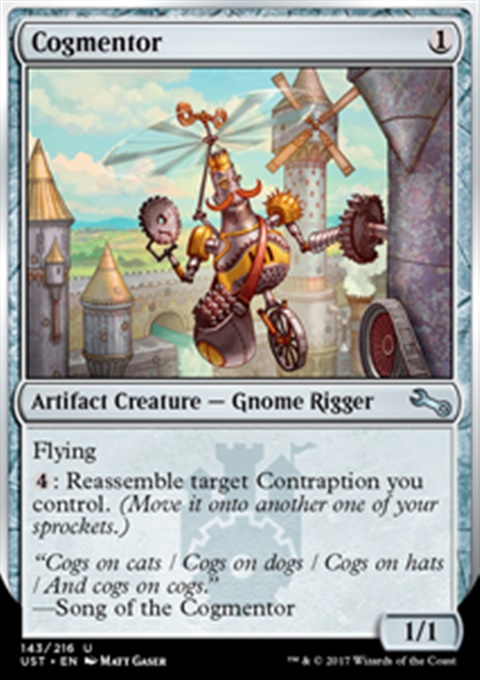 Cogmentor 1
Artifact Creature — Gnome Rigger
Flying
4 : Reassemble target Contraption you
control. (Move it onto another one of your
sprockets.)
“Cogs on cats / Cogs on dogs / Cogs on hats
/ And cogs on cogs.”
—Song of the Cogmentor
1/1
143/216 U
UST • EN Matt Gaser
™ & © 2017 Wizards of the Coast